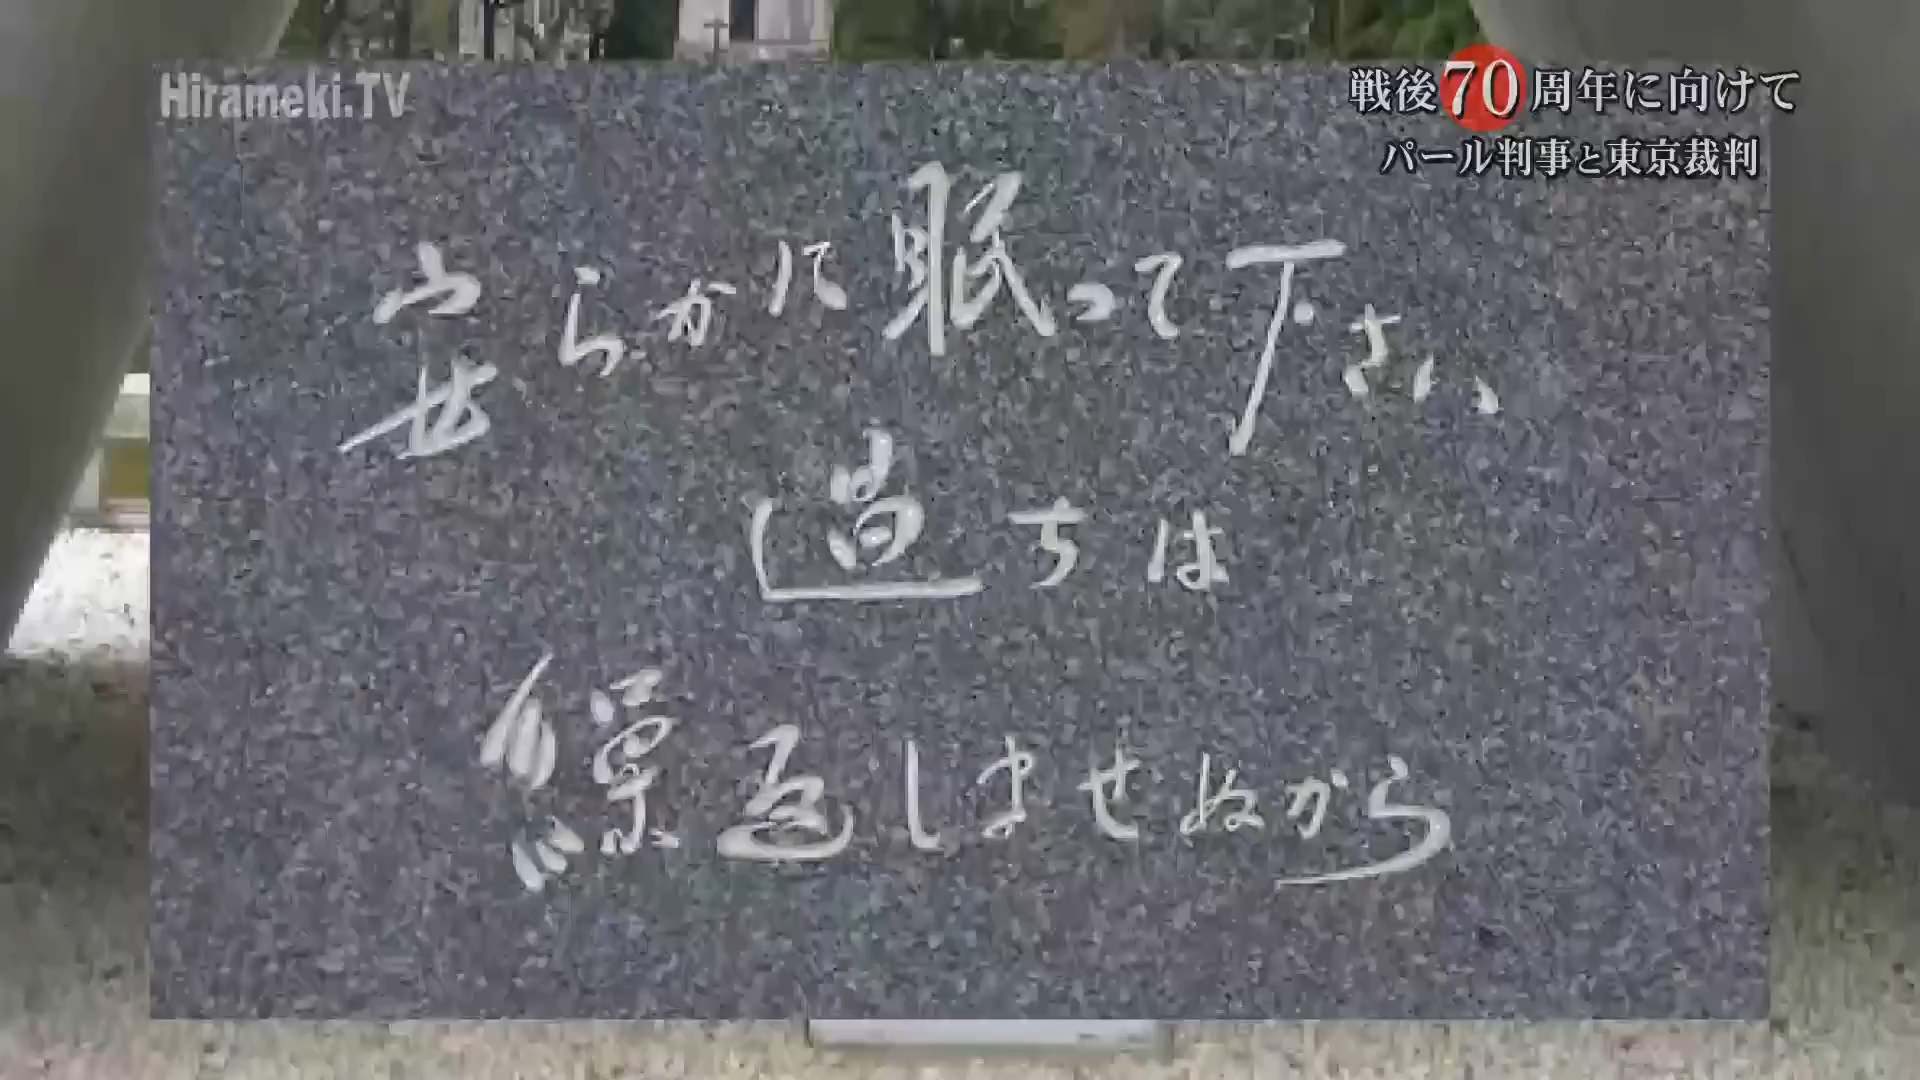 Hirameki.TV
戦後70周年に向けて
パール判事と東京裁判
安らかに眠って下さい
過ちは
繰返しませぬから